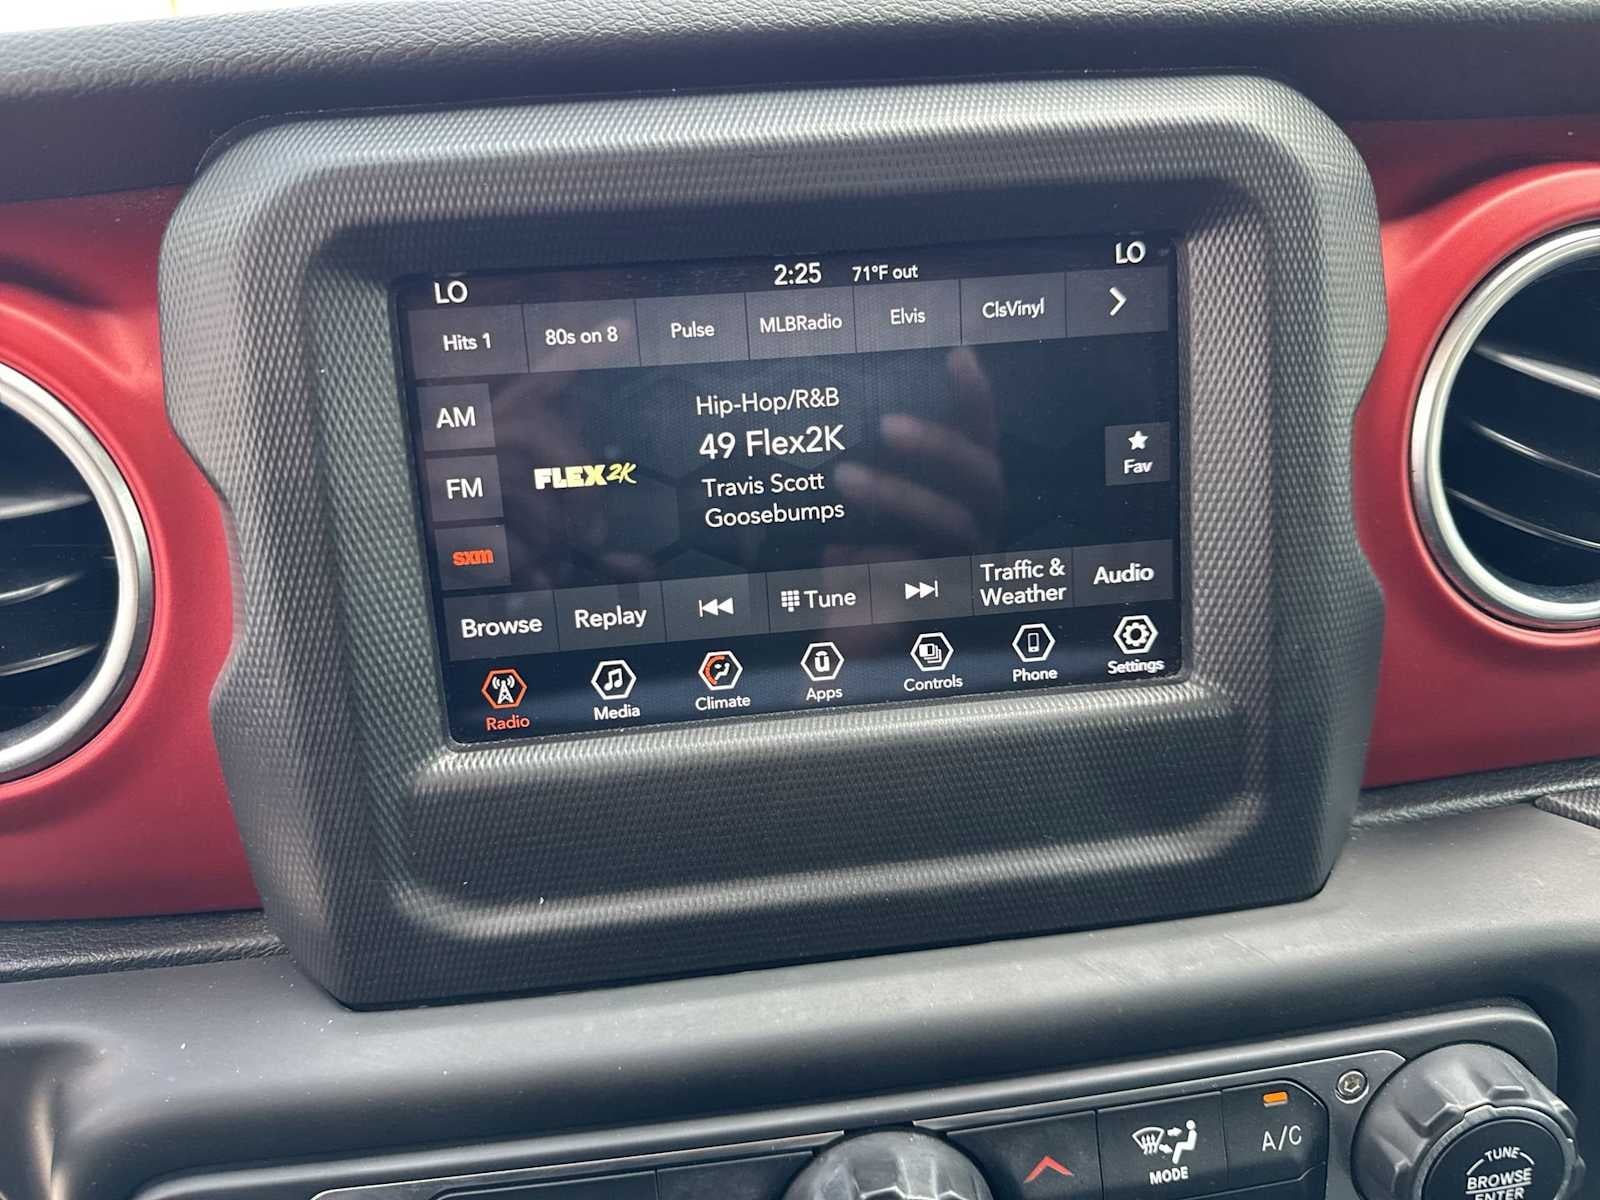 LO 2:25 71°F out LO
Hits 1 80s on 8 Pulse MLBRadio Elvis ClsVinyl
AM
FM
sxm
FLEX2K
Hip-Hop/R&B
49 Flex2K
Travis Scott
Goosebumps
Fav
Browse Replay Tune Traffic & Weather Audio
Radio Media Climate Apps Controls Phone Settings
MODE
A/C
TUNE
BROWSE
ENTER